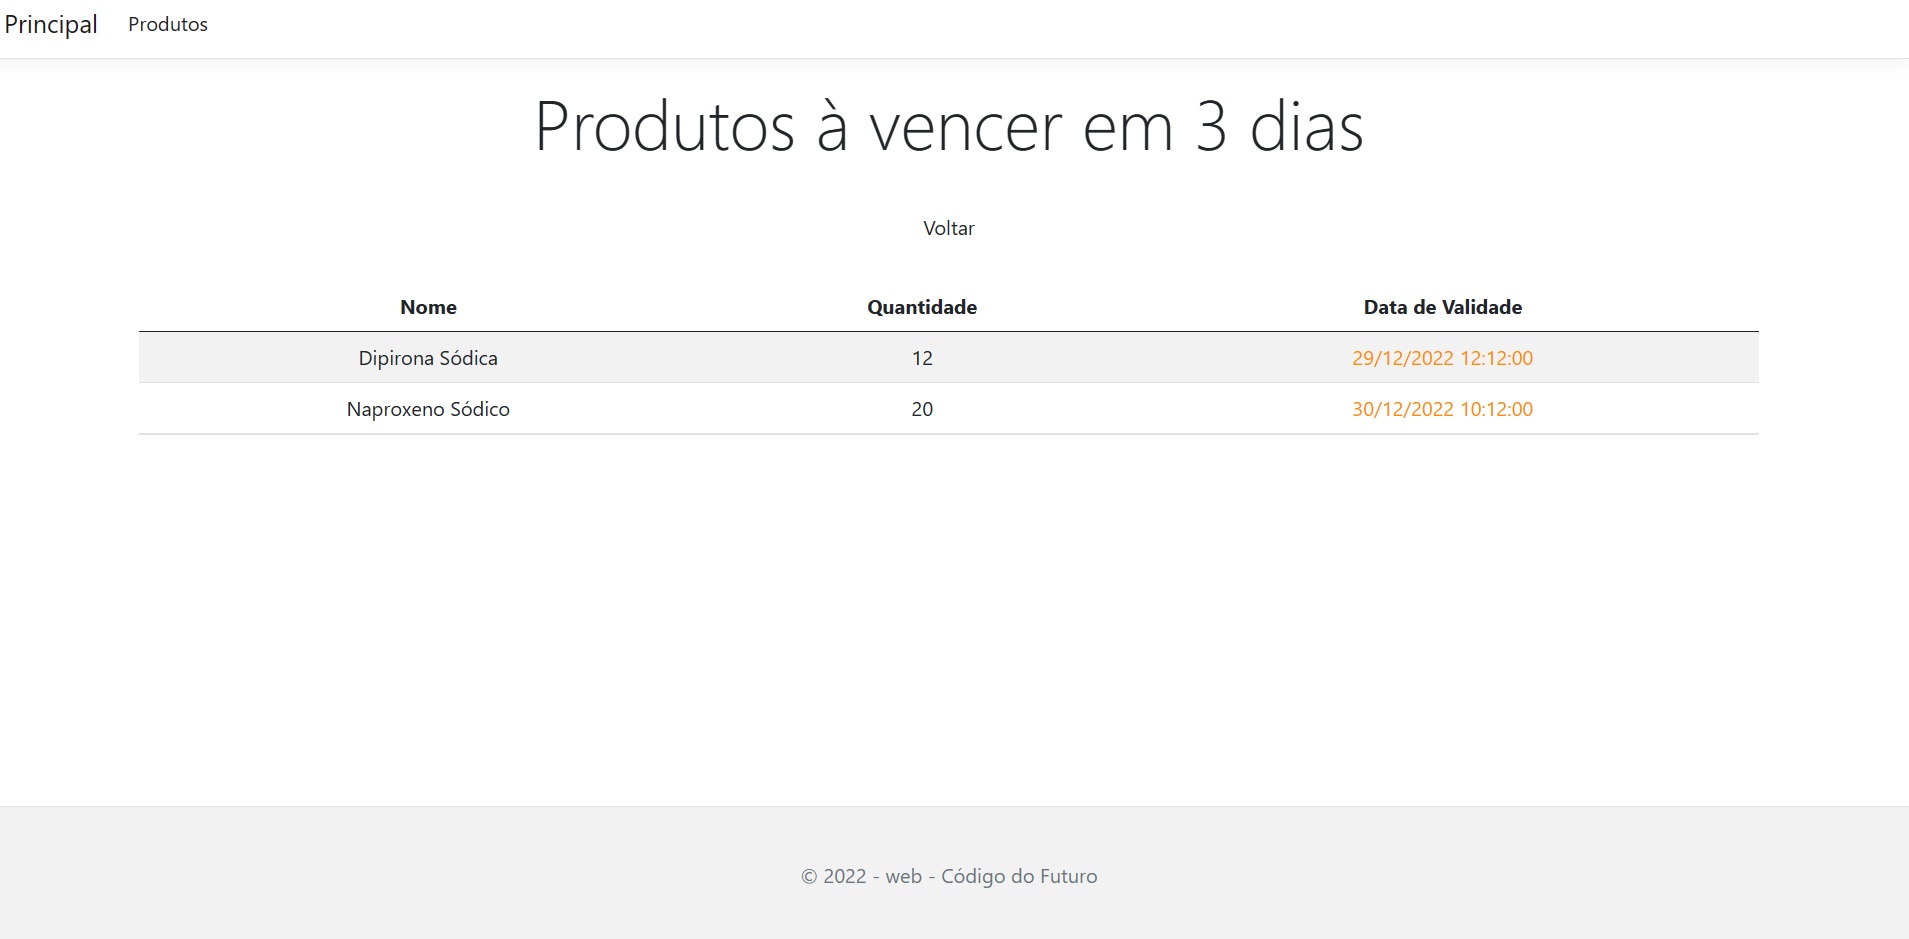 Principal Produtos
Produtos à vencer em 3 dias
Voltar
Nome Quantidade Data de Validade
Dipirona Sódica 12 29/12/2022 12:12:00
Naproxeno Sódico 20 30/12/2022 10:12:00
© 2022 - web - Código do Futuro